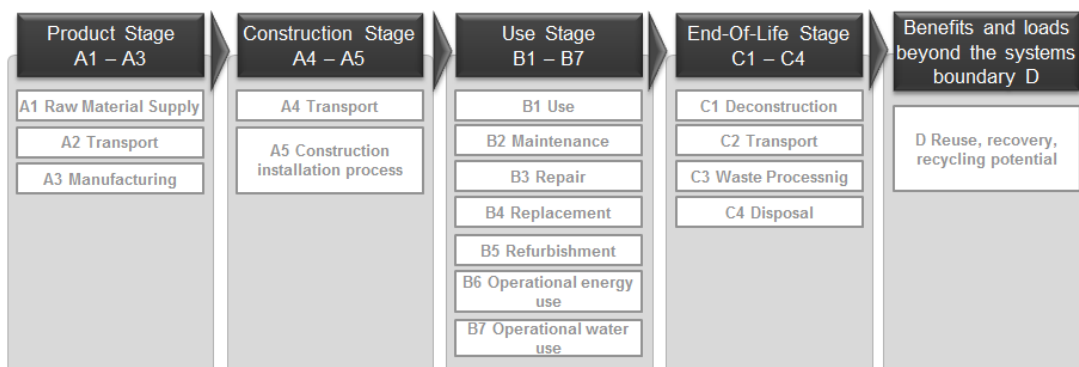 Product Stage
A1 – A3
A1 Raw Material Supply
A2 Transport
A3 Manufacturing
Construction Stage
A4 – A5
A4 Transport
A5 Construction
installation process
Use Stage
B1 – B7
B1 Use
B2 Maintenance
B3 Repair
B4 Replacement
B5 Refurbishment
B6 Operational energy
use
B7 Operational water
use
End-Of-Life Stage
C1 – C4
C1 Deconstruction
C2 Transport
C3 Waste Processnig
C4 Disposal
Benefits and loads
beyond the systems
boundary D
D Reuse, recovery,
recycling potential